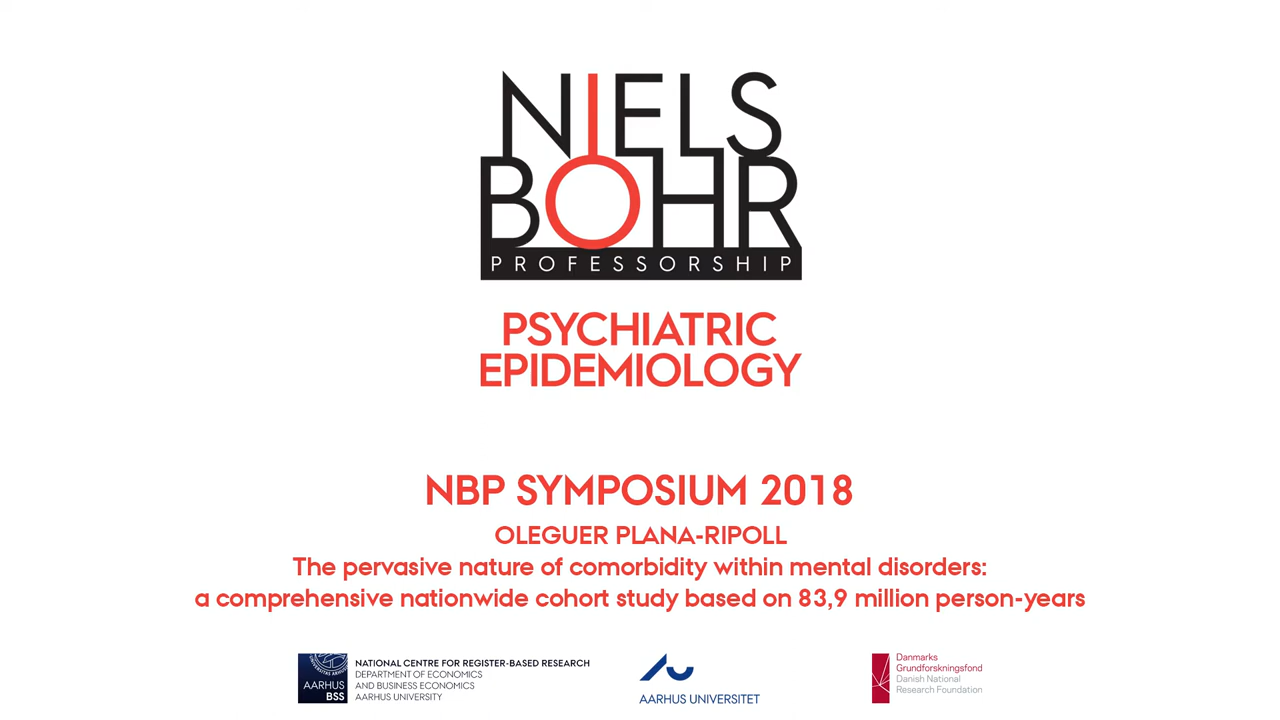 NIELS
BOHR
PROFESSORSHIP
PSYCHIATRIC
EPIDEMIOLOGY
NBP SYMPOSIUM 2018
OLEGUER PLANA-RIPOLL
The pervasive nature of comorbidity within mental disorders:
a comprehensive nationwide cohort study based on 83,9 million person-years
AARHUS
BSS
NATIONAL CENTRE FOR REGISTER-BASED RESEARCH
DEPARTMENT OF ECONOMICS
AND BUSINESS ECONOMICS
AARHUS UNIVERSITY
AARHUS UNIVERSITET
Danmarks
Grundforskningsfond
Danish National
Research Foundation